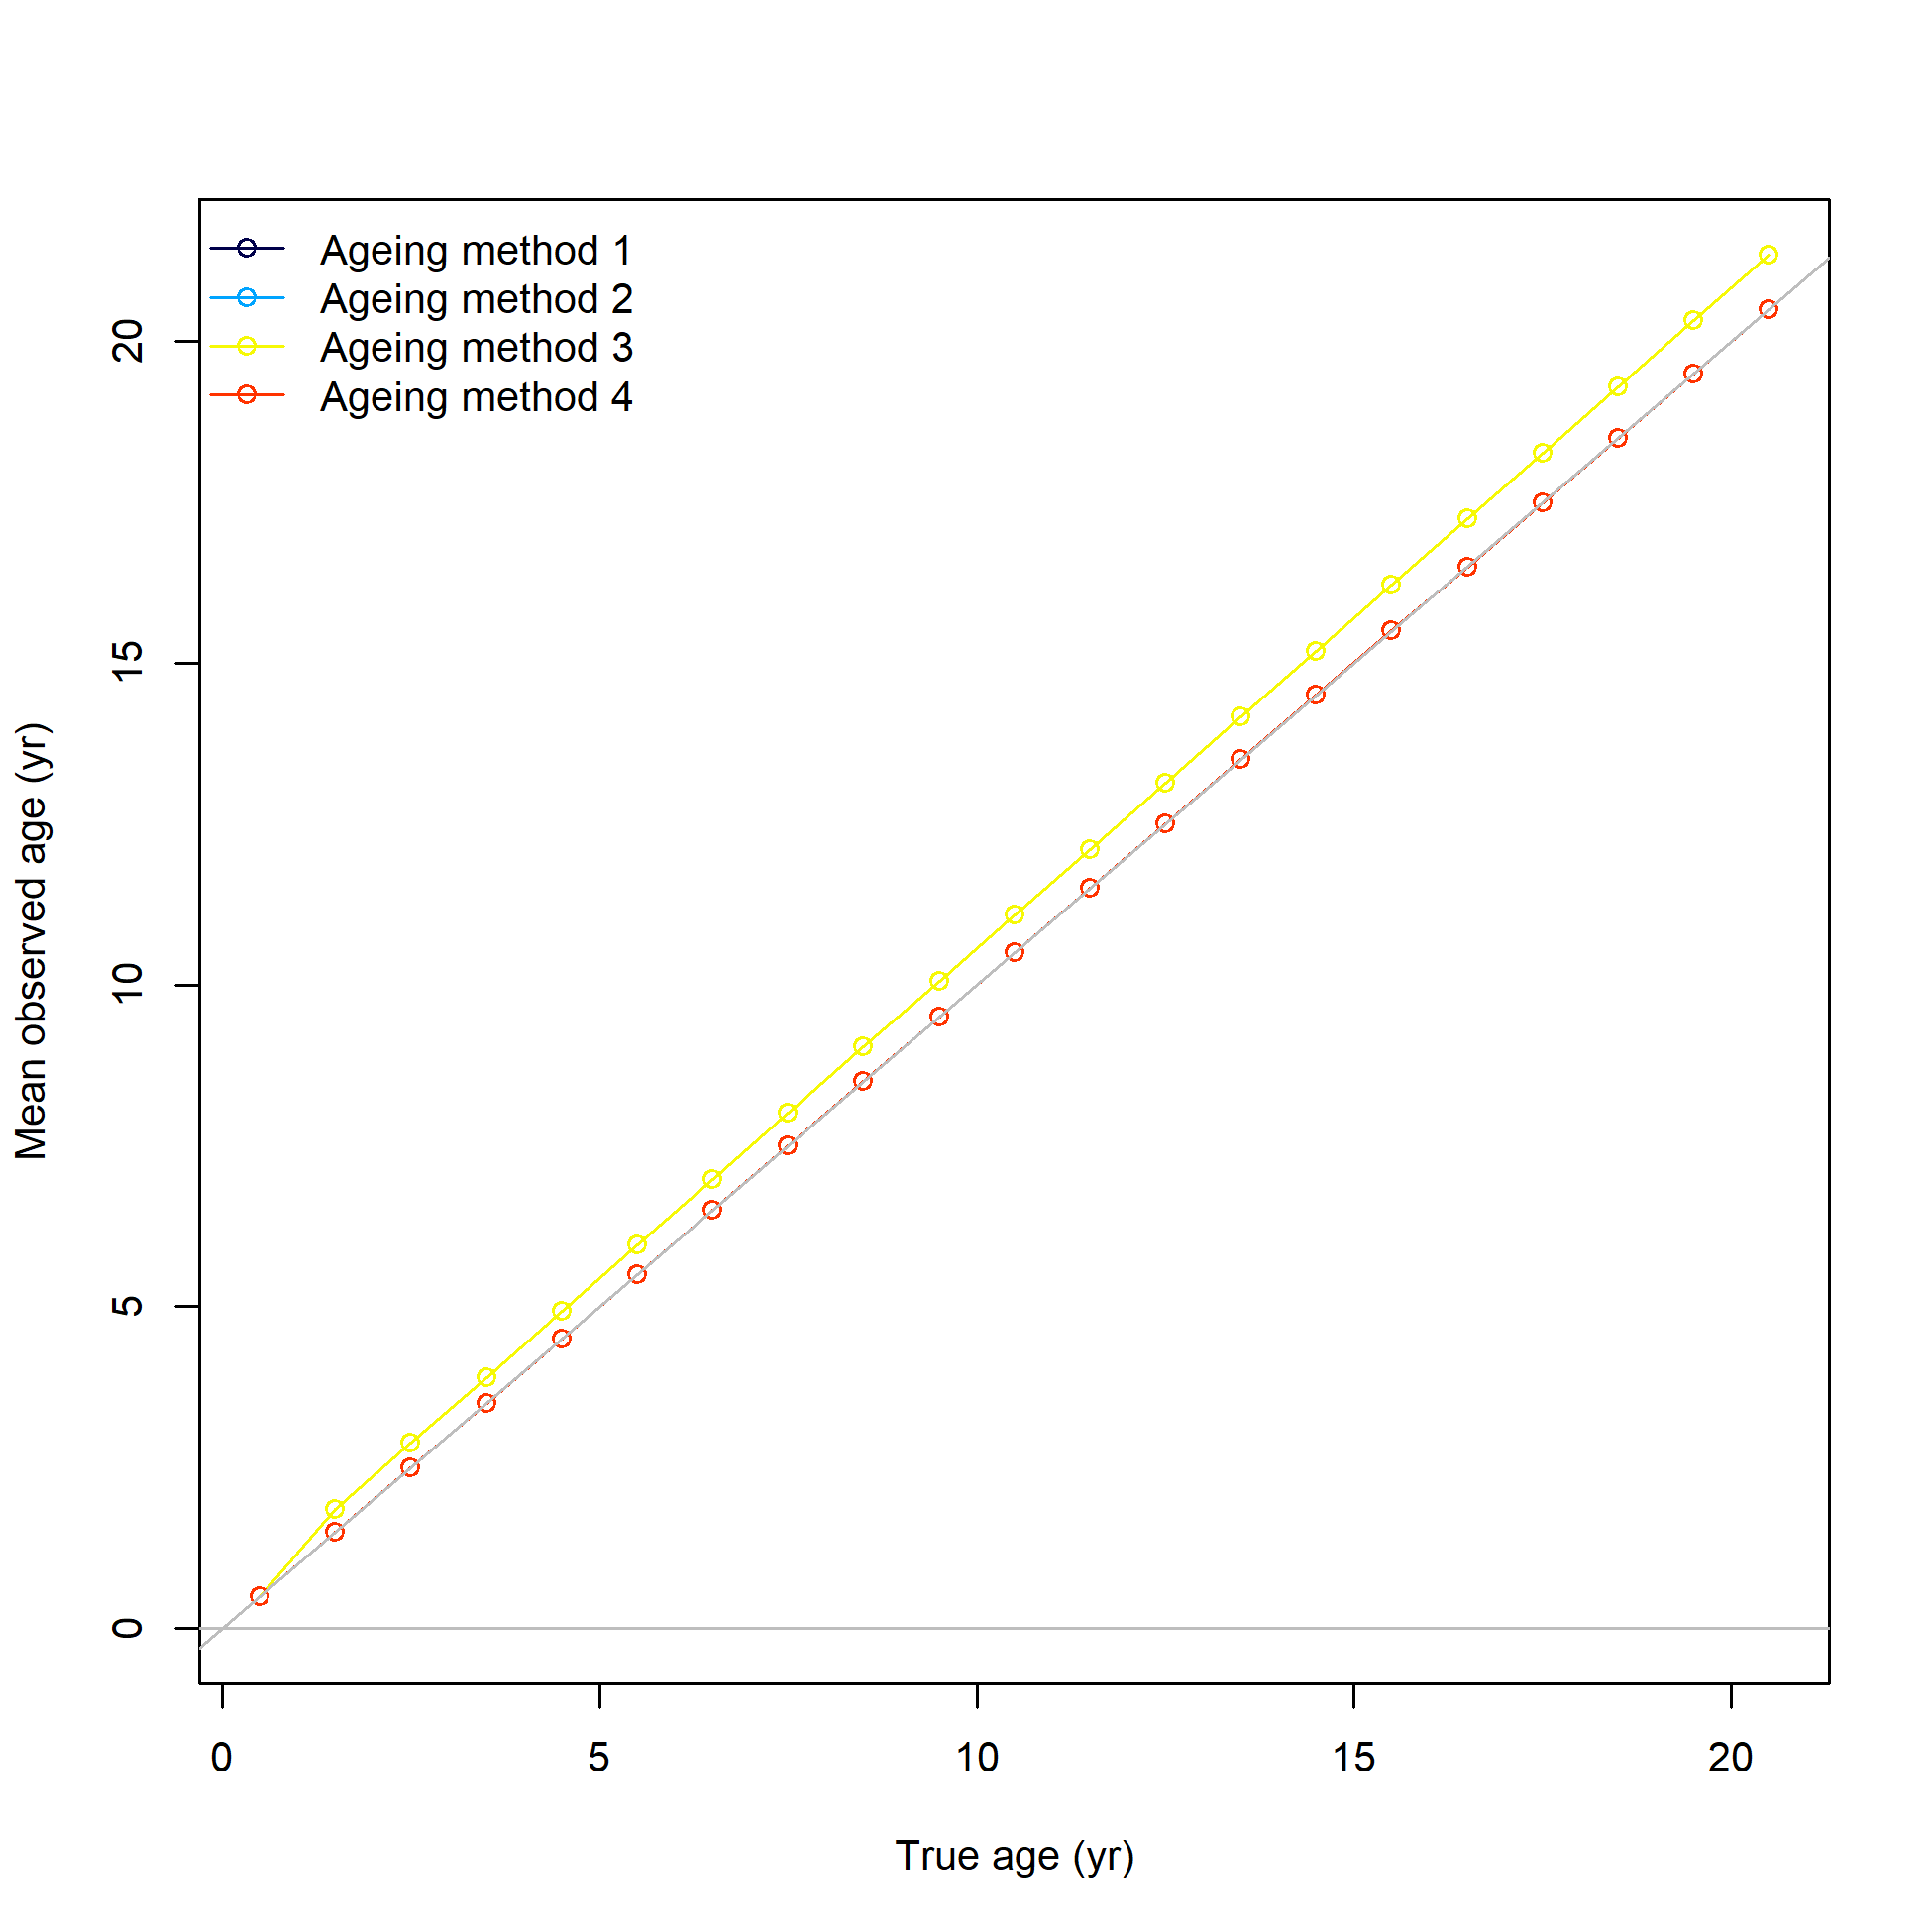 Ageing method 1
Ageing method 2
Ageing method 3
Ageing method 4
Mean observed age (yr)
20
15
10
5
0
0 5 10 15 20
True age (yr)